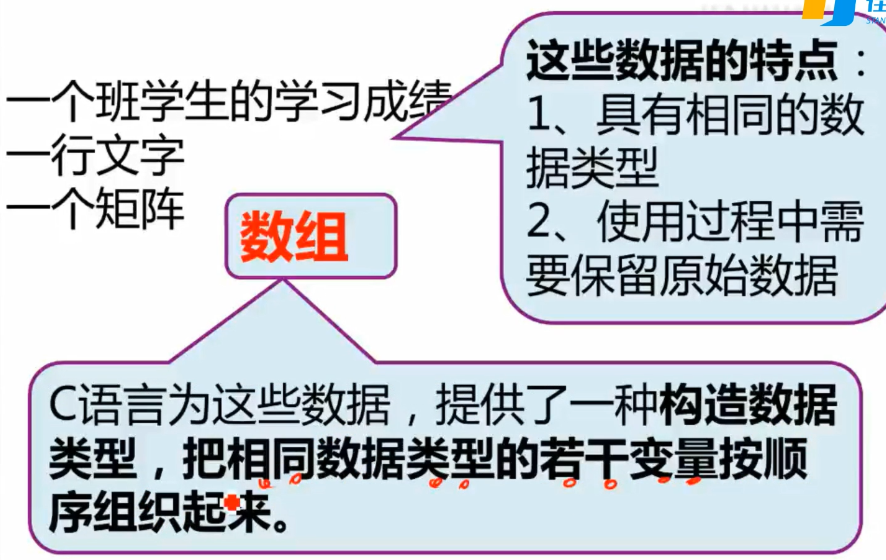 一个班学生的学习成绩
一行文字
一个矩阵
这些数据的特点：
1、具有相同的数
据类型
2、使用过程中需
要保留原始数据
数组
C语言为这些数据，提供了一种构造数据
类型，把相同数据类型的若干变量按顺
序组织起来。